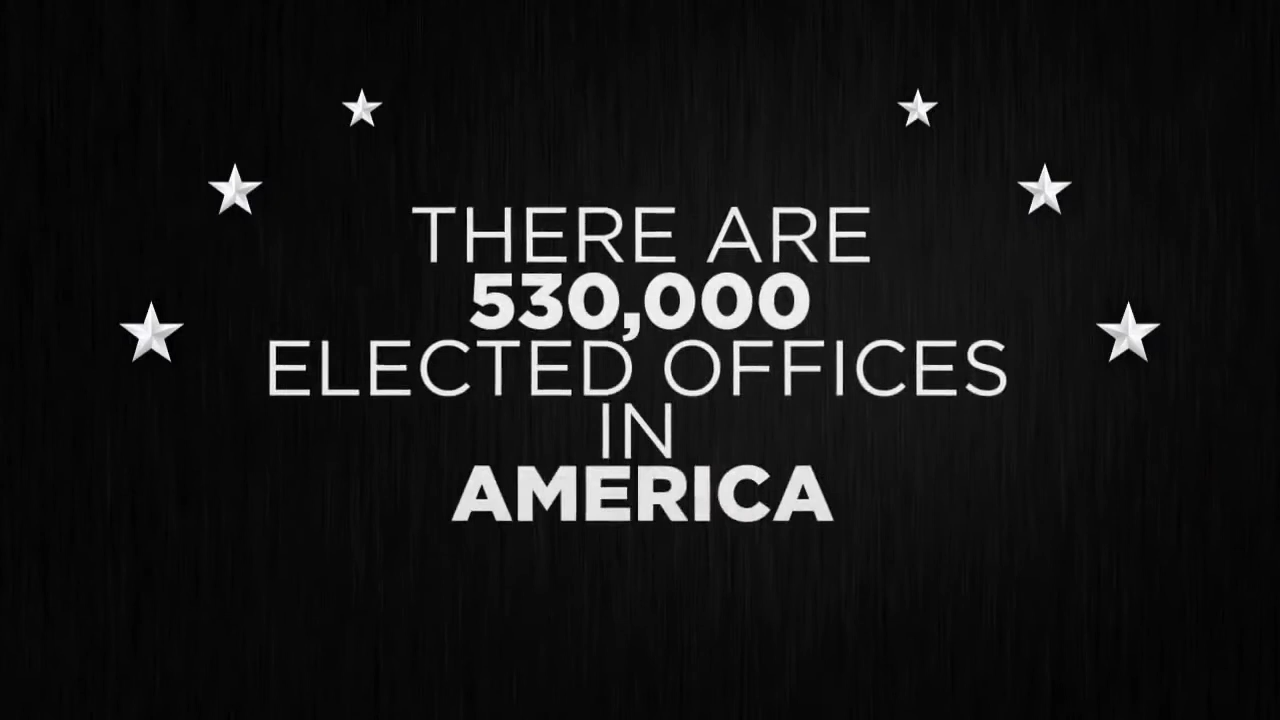 THERE ARE
530,000
ELECTED OFFICES
IN
AMERICA